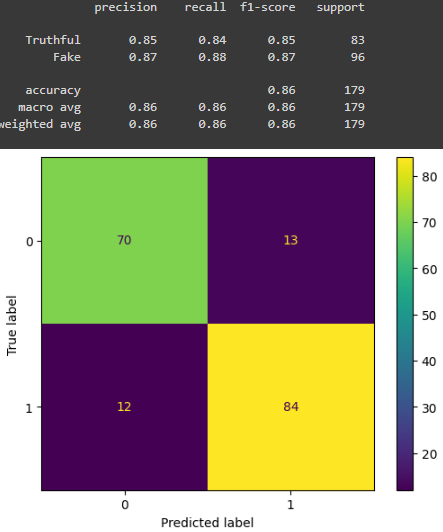 precision recall f1-score support
Truthful 0.85 0.84 0.85 83
Fake 0.87 0.88 0.87 96
accuracy 0.86 179
macro avg 0.86 0.86 0.86 179
weighted avg 0.86 0.86 0.86 179
80
70
60
50
40
30
20
0 70 13
1 12 84
True label
0 1
Predicted label